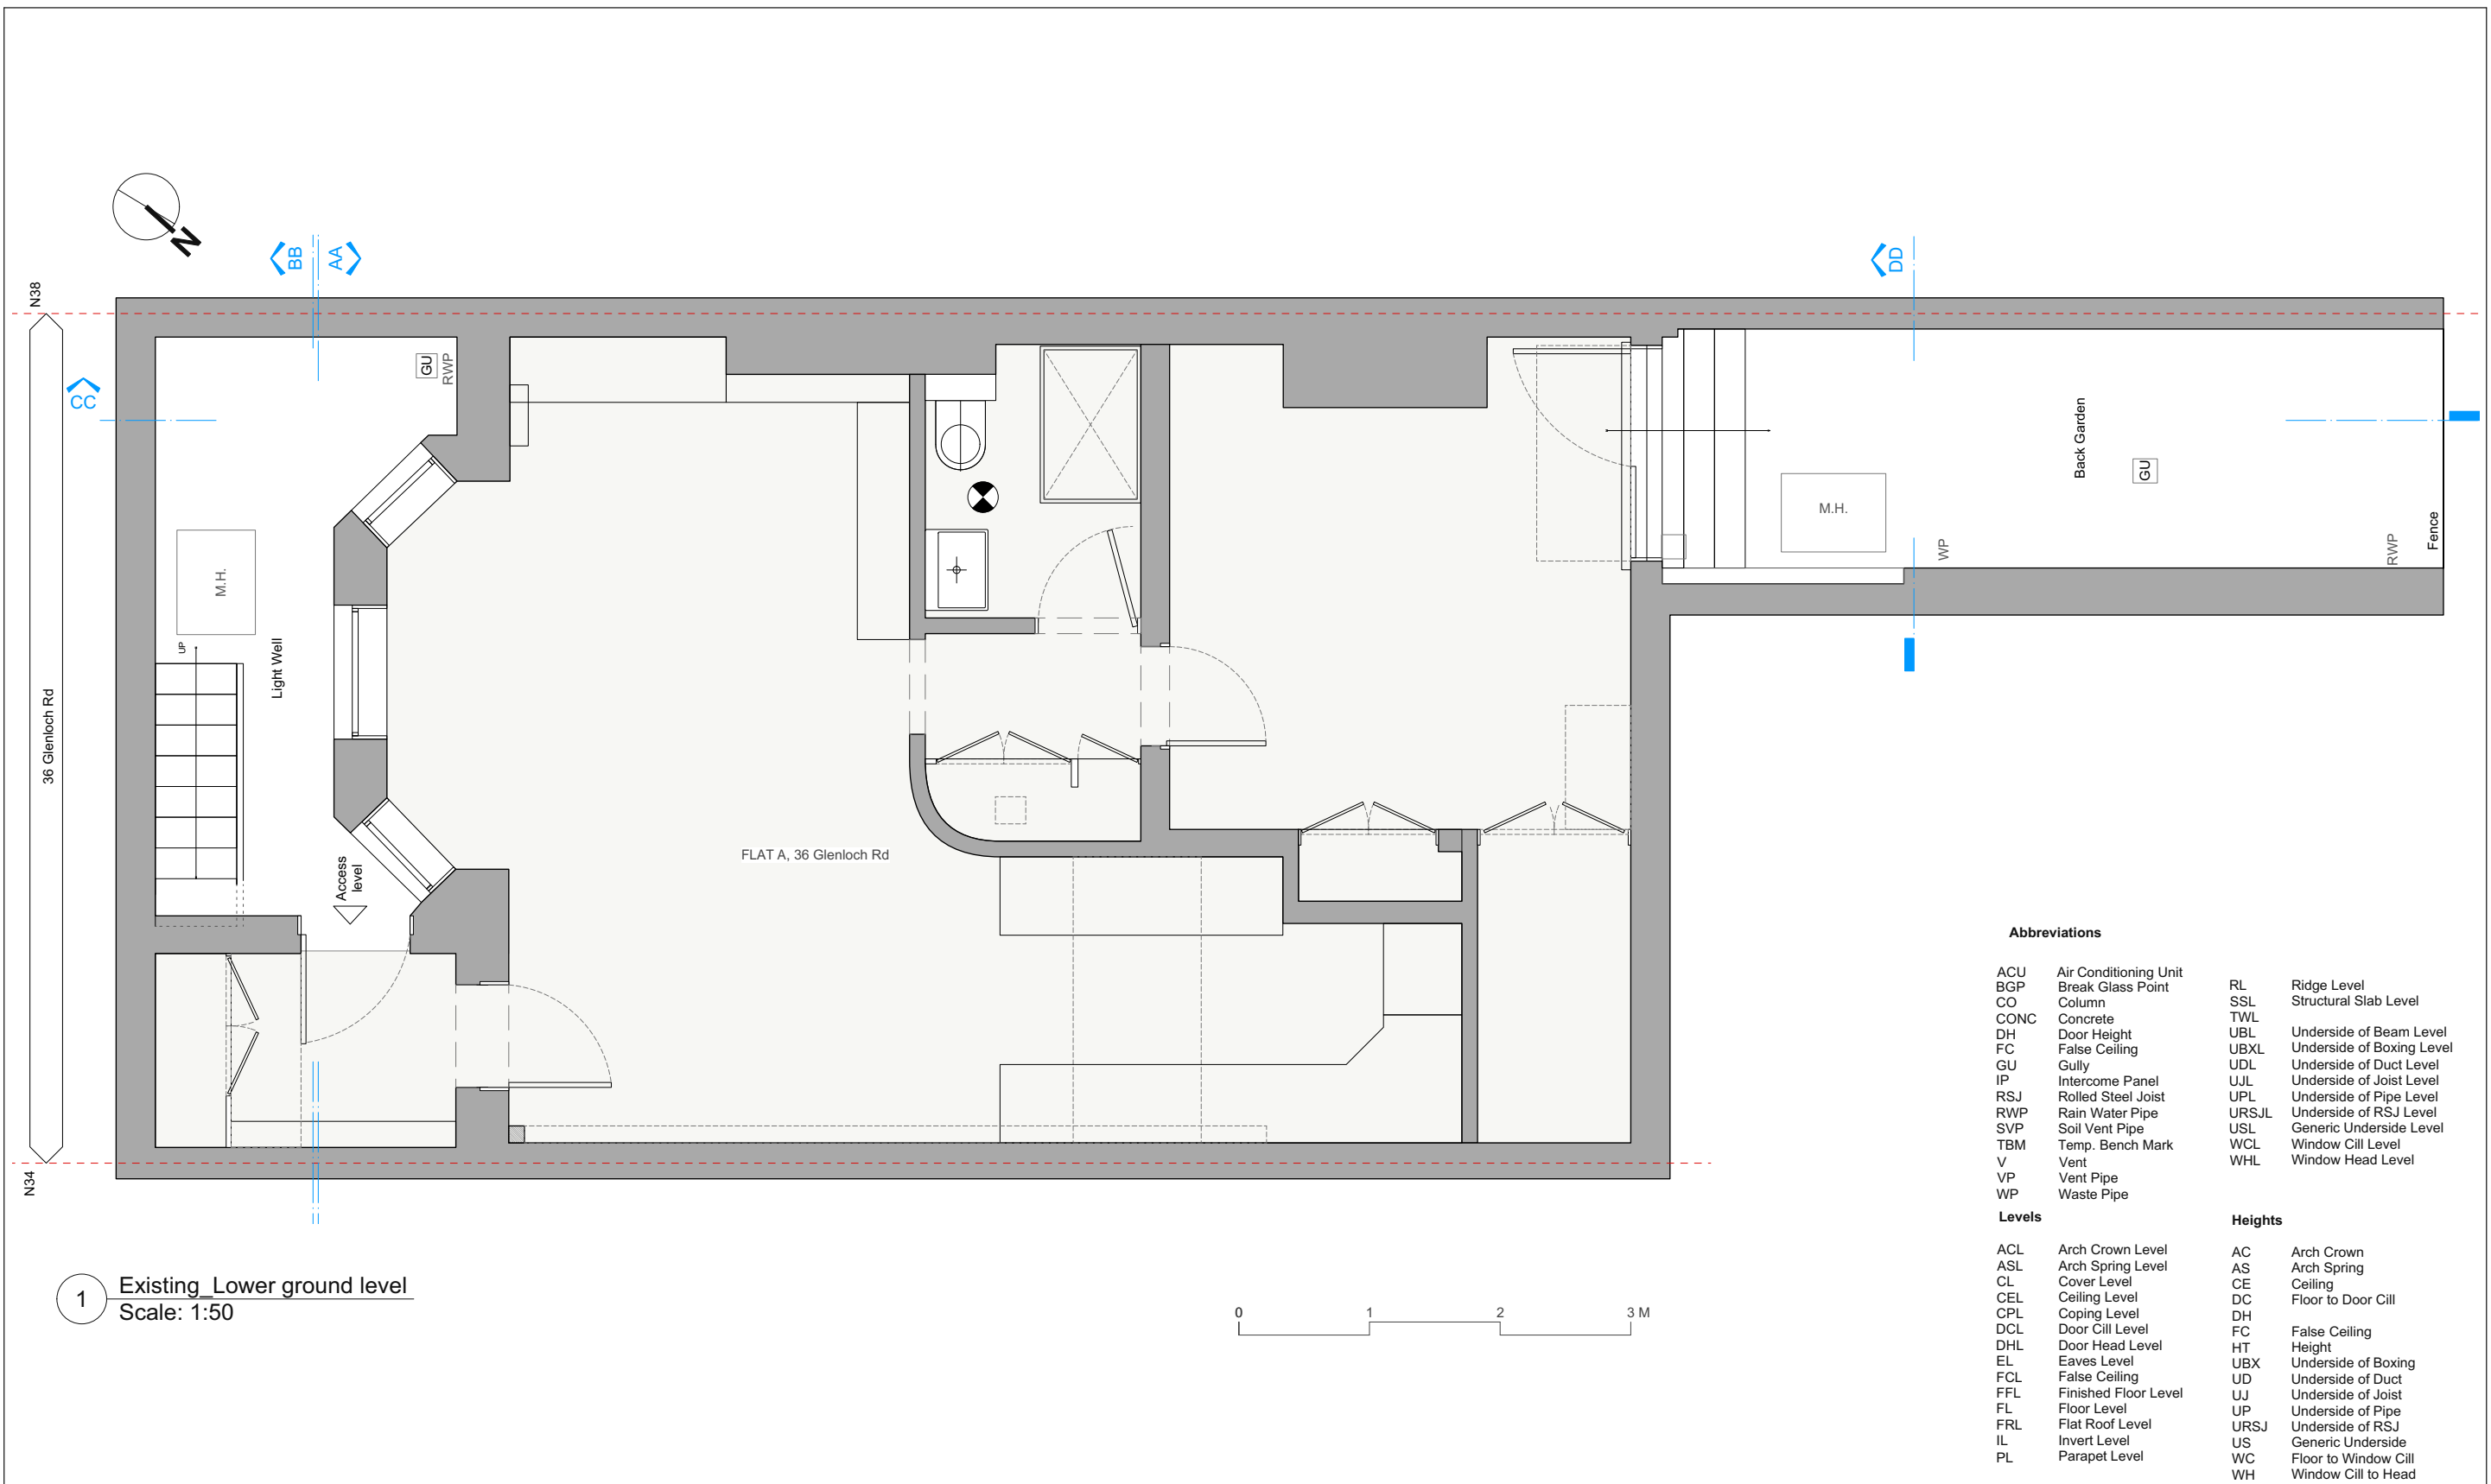 N
BB
AA
DD
N38
CC
GU
RWP
M.H.
UP
Light Well
36 Glenloch Rd
Access
level
FLAT A, 36 Glenloch Rd
Back Garden
GU
M.H.
WP
RWP
Fence
N34
1
Existing_Lower ground level
Scale: 1:50
0 1 2 3 M
Abbreviations
ACU Air Conditioning Unit
BGP Break Glass Point
CO Column
CONC Concrete
DH Door Height
FC False Ceiling
GU Gully
IP Intercome Panel
RSJ Rolled Steel Joist
RWP Rain Water Pipe
SVP Soil Vent Pipe
TBM Temp. Bench Mark
V Vent
VP Vent Pipe
WP Waste Pipe
RL Ridge Level
SSL Structural Slab Level
TWL
UBL Underside of Beam Level
UBXL Underside of Boxing Level
UDL Underside of Duct Level
UJL Underside of Joist Level
UPL Underside of Pipe Level
URSJL Underside of RSJ Level
USL Generic Underside Level
WCL Window Cill Level
WHL Window Head Level
Levels
ACL Arch Crown Level
ASL Arch Spring Level
CL Cover Level
CEL Ceiling Level
CPL Coping Level
DCL Door Cill Level
DHL Door Head Level
EL Eaves Level
FCL False Ceiling
FFL Finished Floor Level
FL Floor Level
FRL Flat Roof Level
IL Invert Level
PL Parapet Level
Heights
AC Arch Crown
AS Arch Spring
CE Ceiling
DC Floor to Door Cill
DH
FC False Ceiling
HT Height
UBX Underside of Boxing
UD Underside of Duct
UJ Underside of Joist
UP Underside of Pipe
URSJ Underside of RSJ
US Generic Underside
WC Floor to Window Cill
WH Window Cill to Head